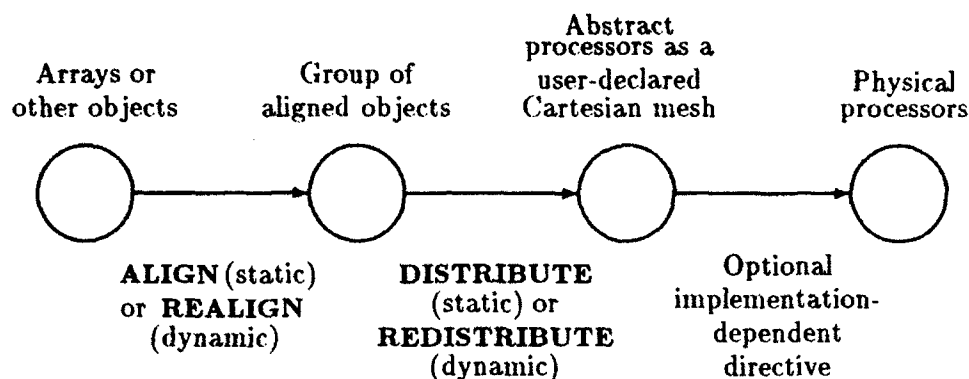 Arrays or
other objects
Group of
aligned objects
Abstract
processors as a
user-declared
Cartesian mesh
Physical
processors
ALIGN (static)
or REALIGN
(dynamic)
DISTRIBUTE
(static) or
REDISTRIBUTE
(dynamic)
Optional
implementation-
dependent
directive